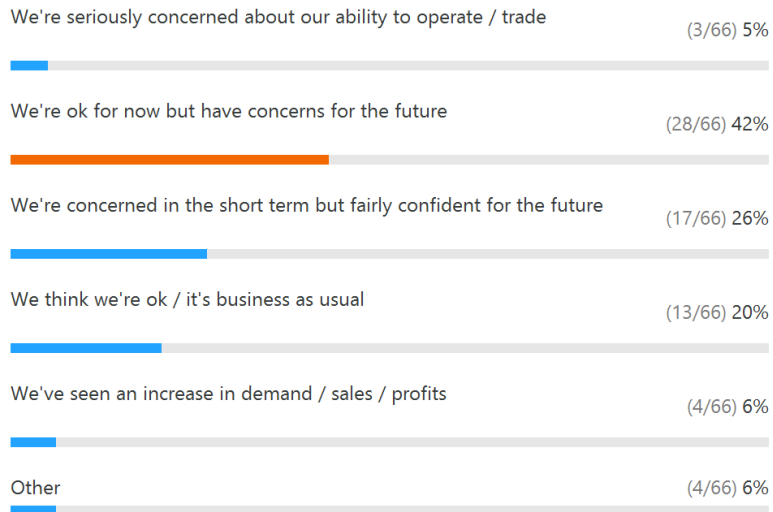 We're seriously concerned about our ability to operate / trade
(3/66) 5%
We're ok for now but have concerns for the future
(28/66) 42%
We're concerned in the short term but fairly confident for the future
(17/66) 26%
We think we're ok / it's business as usual
(13/66) 20%
We've seen an increase in demand / sales / profits
(4/66) 6%
Other
(4/66) 6%